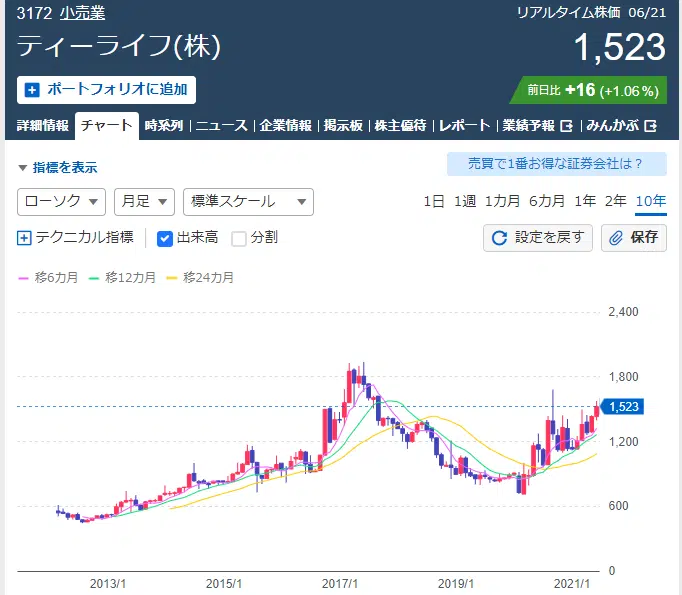 3172 小売業
リアルタイム株価 06/21
ティーライフ(株)
1,523
ポートフォリオに追加
前日比 +16 (+1.06%)
詳細情報 チャート 時系列 ニュース 企業情報 掲示板 株主優待 レポート 業績予報 みんかぶ
指標を表示
売買で1番お得な証券会社は？
ローソク 月足 標準スケール
1日 1週 1カ月 6カ月 1年 2年 10年
テクニカル指標 出来高 分割
設定を戻す 保存
移6カ月 移12カ月 移24カ月
2,400
1,800
1,523
1,200
600
0
2013/1 2015/1 2017/1 2019/1 2021/1